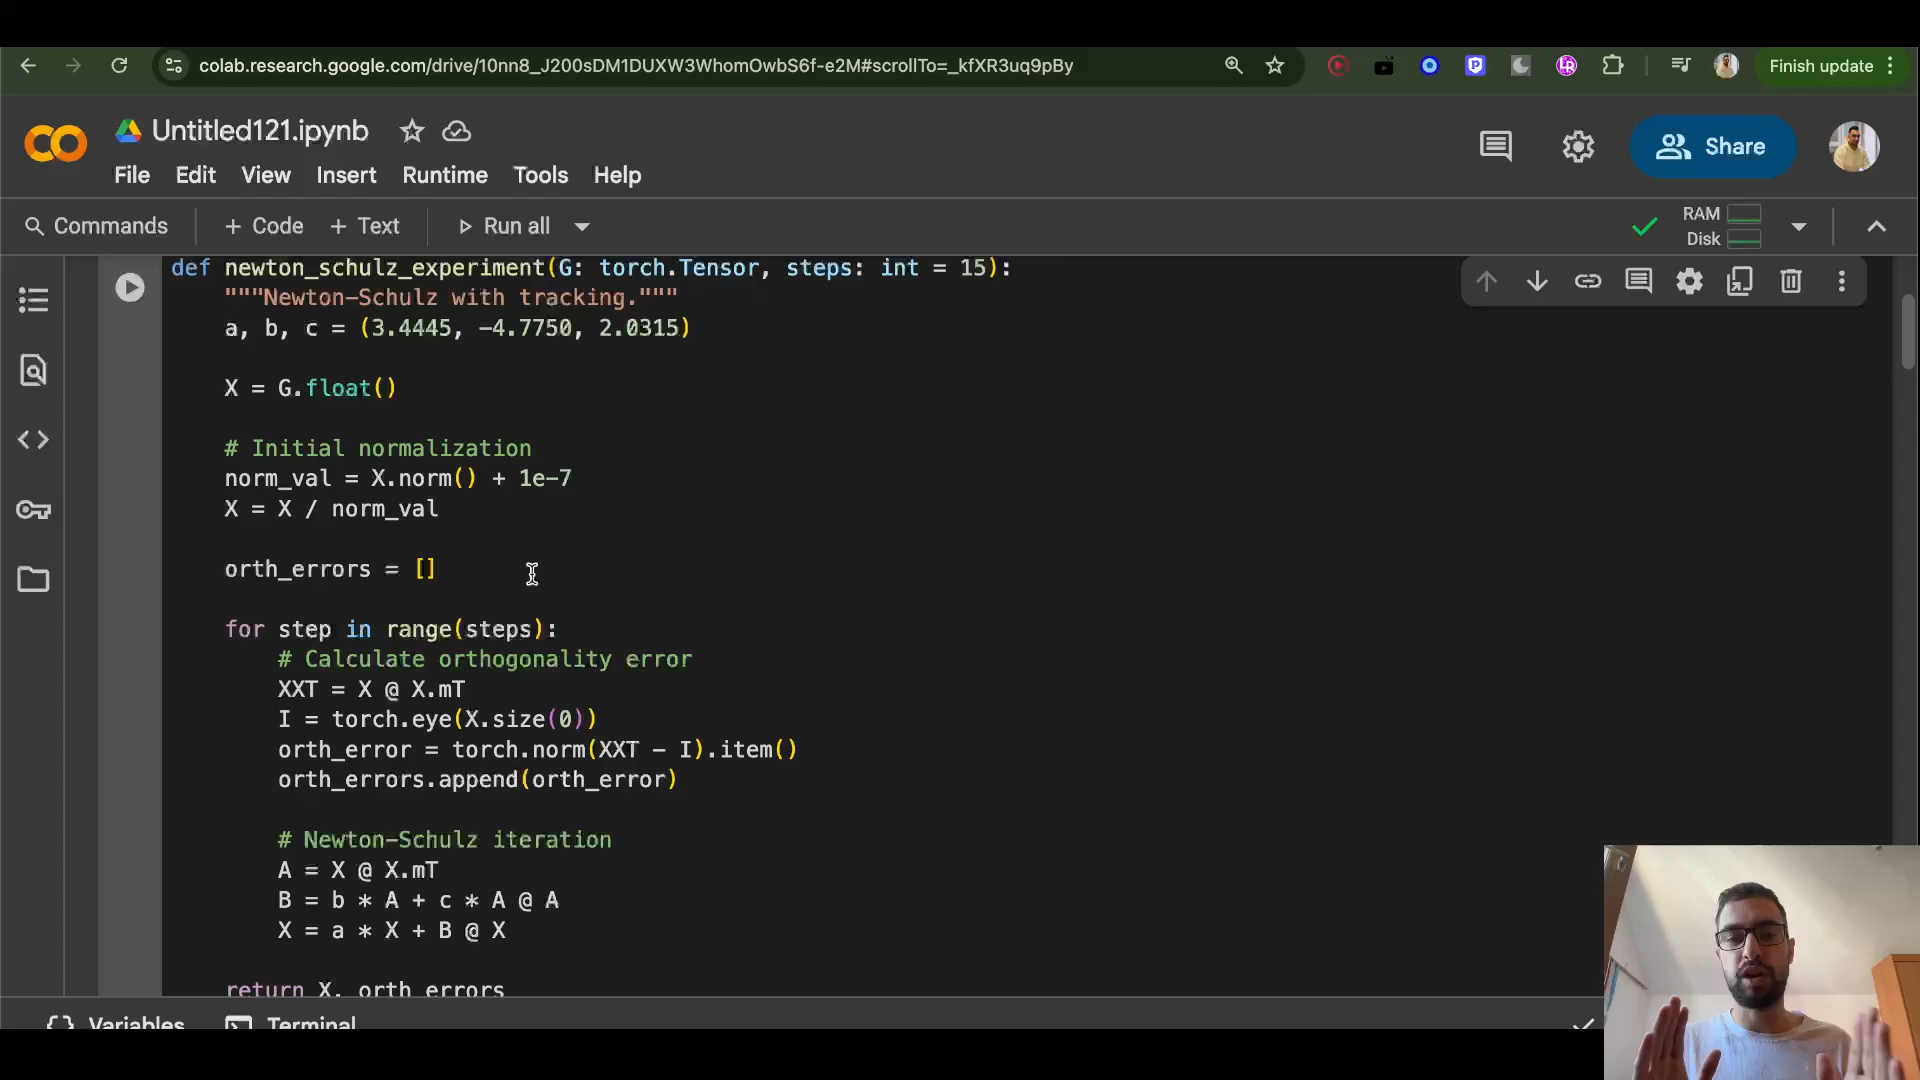 colab.research.google.com/drive/10nn8_J200sDM1DUXW3WhomOwbS6f-e2M#scrollTo=_kfXR3uq9pBy
Finish update
Untitled121.ipynb
Share
File Edit View Insert Runtime Tools Help
Commands + Code + Text Run all
RAM
Disk
def newton_schulz_experiment(G: torch.Tensor, steps: int = 15):
"""Newton-Schulz with tracking."""
a, b, c = (3.4445, -4.7750, 2.0315)
X = G.float()
# Initial normalization
norm_val = X.norm() + 1e-7
X = X / norm_val
orth_errors = []
for step in range(steps):
# Calculate orthogonality error
XXT = X @ X.mT
I = torch.eye(X.size(0))
orth_error = torch.norm(XXT - I).item()
orth_errors.append(orth_error)
# Newton-Schulz iteration
A = X @ X.mT
B = b * A + c * A @ A
X = a * X + B @ X
return X, orth_errors
Variables Terminal